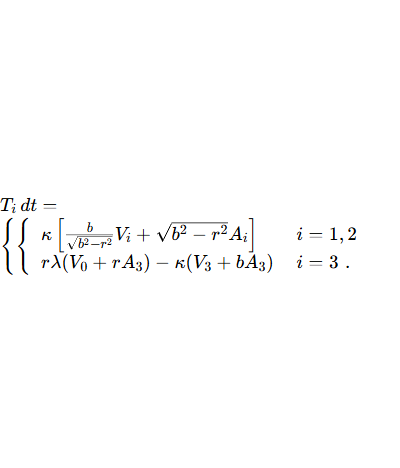 T_i dt =
{ { κ [ b/√(b² − r²) V_i + √(b² − r²) A_i ] i = 1, 2
rλ(V_0 + rA_3) − κ(V_3 + bA_3) i = 3 .